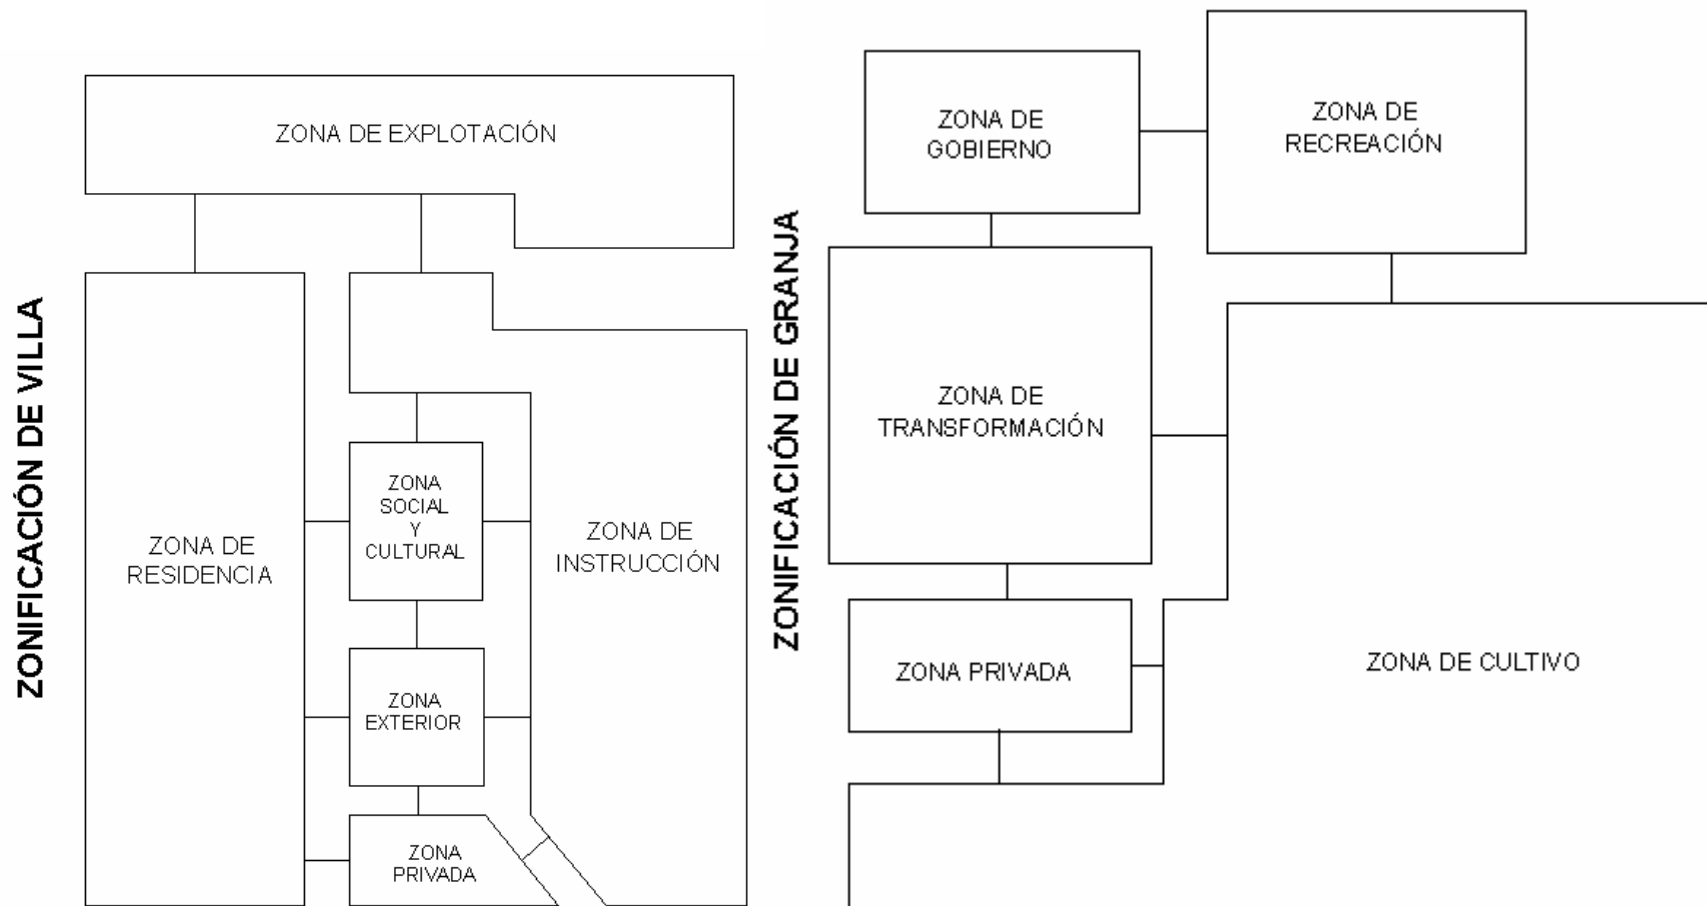 ZONIFICACIÓN DE VILLA
ZONA DE EXPLOTACIÓN
ZONA DE
RESIDENCIA
ZONA
SOCIAL
Y
CULTURAL
ZONA
EXTERIOR
ZONA
PRIVADA
ZONA DE
INSTRUCCIÓN
ZONIFICACIÓN DE GRANJA
ZONA DE
GOBIERNO
ZONA DE
RECREACIÓN
ZONA DE
TRANSFORMACIÓN
ZONA PRIVADA
ZONA DE CULTIVO